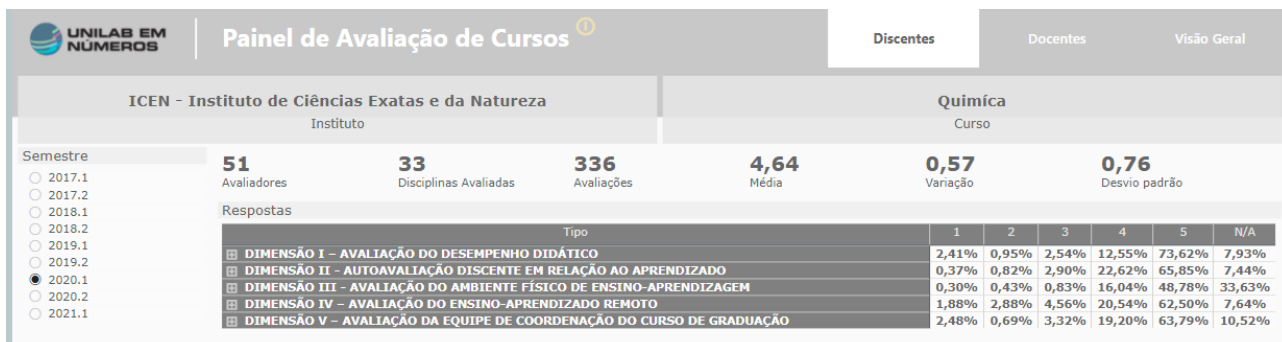 UNILAB EM
NÚMEROS
Painel de Avaliação de Cursos
Discentes
Docentes
Visão Geral
ICEN - Instituto de Ciências Exatas e da Natureza
Instituto
Quimíca
Curso
Semestre
2017.1
2017.2
2018.1
2018.2
2019.1
2019.2
2020.1
2020.2
2021.1
51
Avaliadores
33
Disciplinas Avaliadas
336
Avaliações
4,64
Média
0,57
Variação
0,76
Desvio padrão
Respostas
Tipo 1 2 3 4 5 N/A
DIMENSÃO I – AVALIAÇÃO DO DESEMPENHO DIDÁTICO 2,41% 0,95% 2,54% 12,55% 73,62% 7,93%
DIMENSÃO II - AUTOAVALIAÇÃO DISCENTE EM RELAÇÃO AO APRENDIZADO 0,37% 0,82% 2,90% 22,62% 65,85% 7,44%
DIMENSÃO III - AVALIAÇÃO DO AMBIENTE FÍSICO DE ENSINO-APRENDIZAGEM 0,30% 0,43% 0,83% 16,04% 48,78% 33,63%
DIMENSÃO IV – AVALIAÇÃO DO ENSINO-APRENDIZADO REMOTO 1,88% 2,88% 4,56% 20,54% 62,50% 7,64%
DIMENSÃO V – AVALIAÇÃO DA EQUIPE DE COORDENAÇÃO DO CURSO DE GRADUAÇÃO 2,48% 0,69% 3,32% 19,20% 63,79% 10,52%